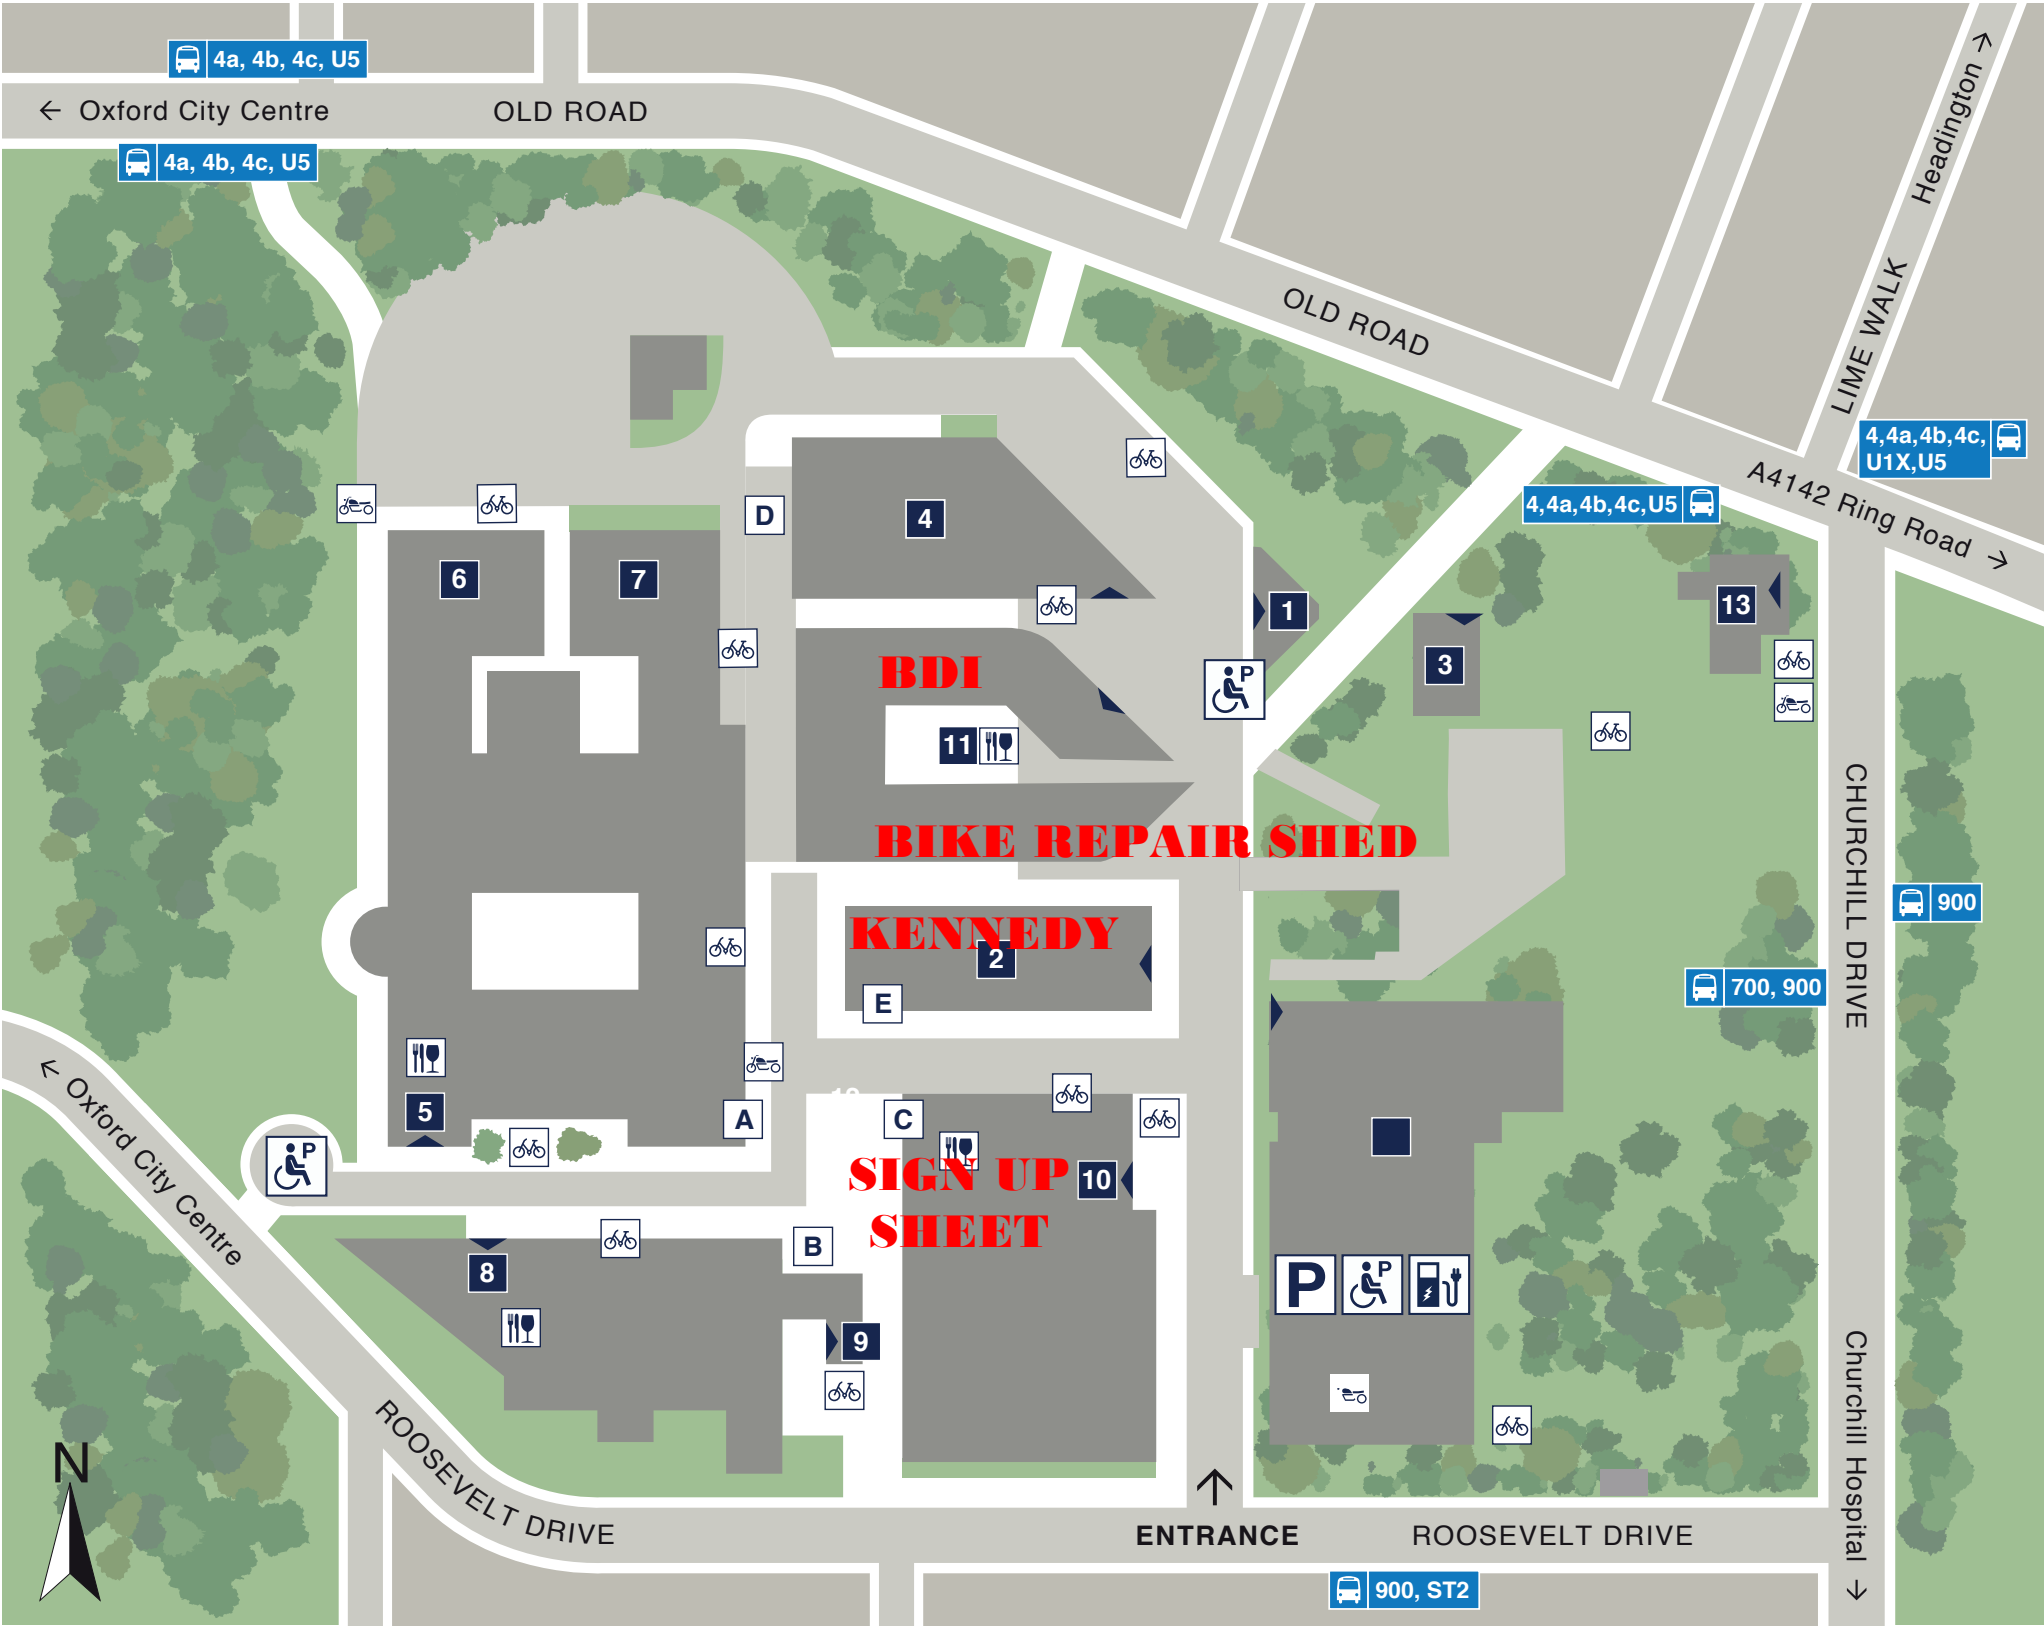 4a, 4b, 4c, U5
← Oxford City Centre
OLD ROAD
4a, 4b, 4c, U5
Headington →
OLD ROAD
LIME WALK
4,4a,4b,4c,
U1X,U5
A4142 Ring Road →
4,4a,4b,4c,U5
D
4
6
7
1
13
3
P
BDI
11
BIKE REPAIR SHED
CHURCHILL DRIVE
900
KENNEDY
2
E
700, 900
← Oxford City Centre
5
A
C
P
SIGN UP
SHEET
10
B
8
9
P
P
Churchill Hospital →
ROOSEVELT DRIVE
N
ENTRANCE
ROOSEVELT DRIVE
900, ST2